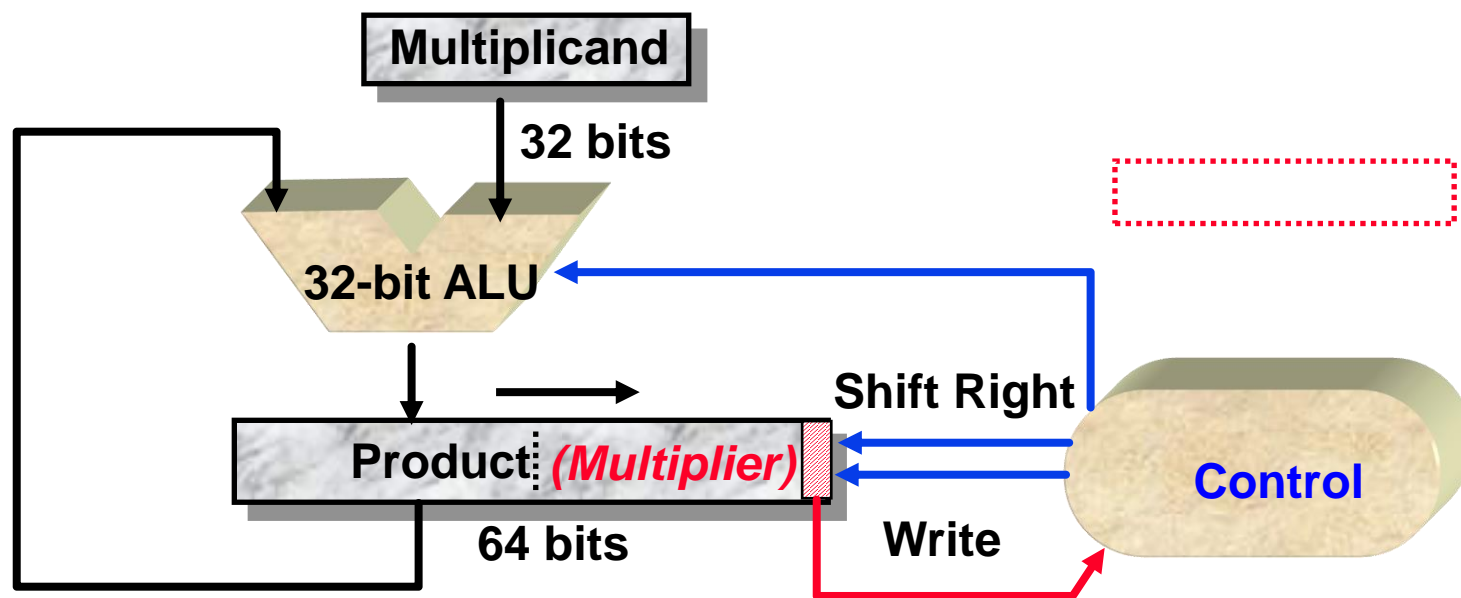 Multiplicand
32 bits
32-bit ALU
Shift Right
Product (Multiplier)
Control
64 bits
Write